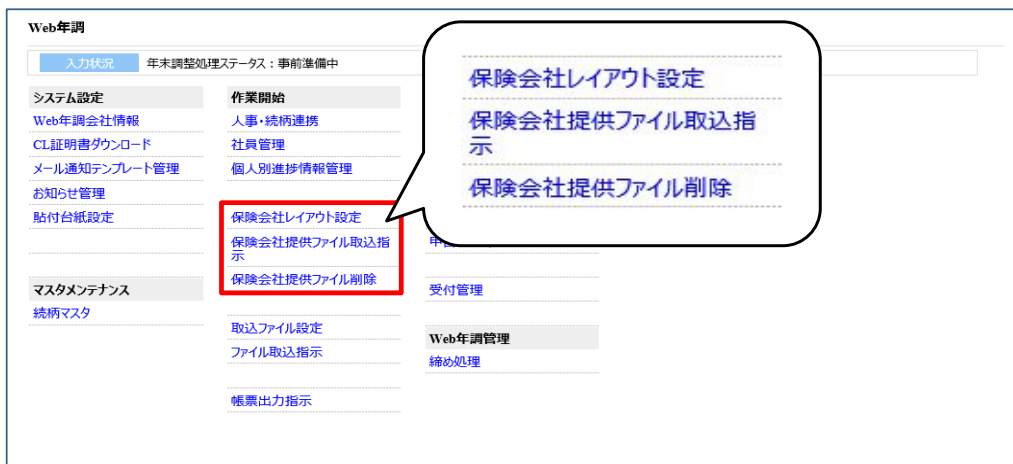 Web年調
入力状況 年末調整処理ステータス：事前準備中
システム設定
Web年調会社情報
CL証明書ダウンロード
メール通知テンプレート管理
お知らせ管理
貼付台紙設定
マスタメンテナンス
続柄マスタ
作業開始
人事・続柄連携
社員管理
個人別進捗情報管理
保険会社レイアウト設定
保険会社提供ファイル取込指
示
保険会社提供ファイル削除
取込ファイル設定
ファイル取込指示
帳票出力指示
受付管理
Web年調管理
締め処理
保険会社レイアウト設定
保険会社提供ファイル取込指
示
保険会社提供ファイル削除